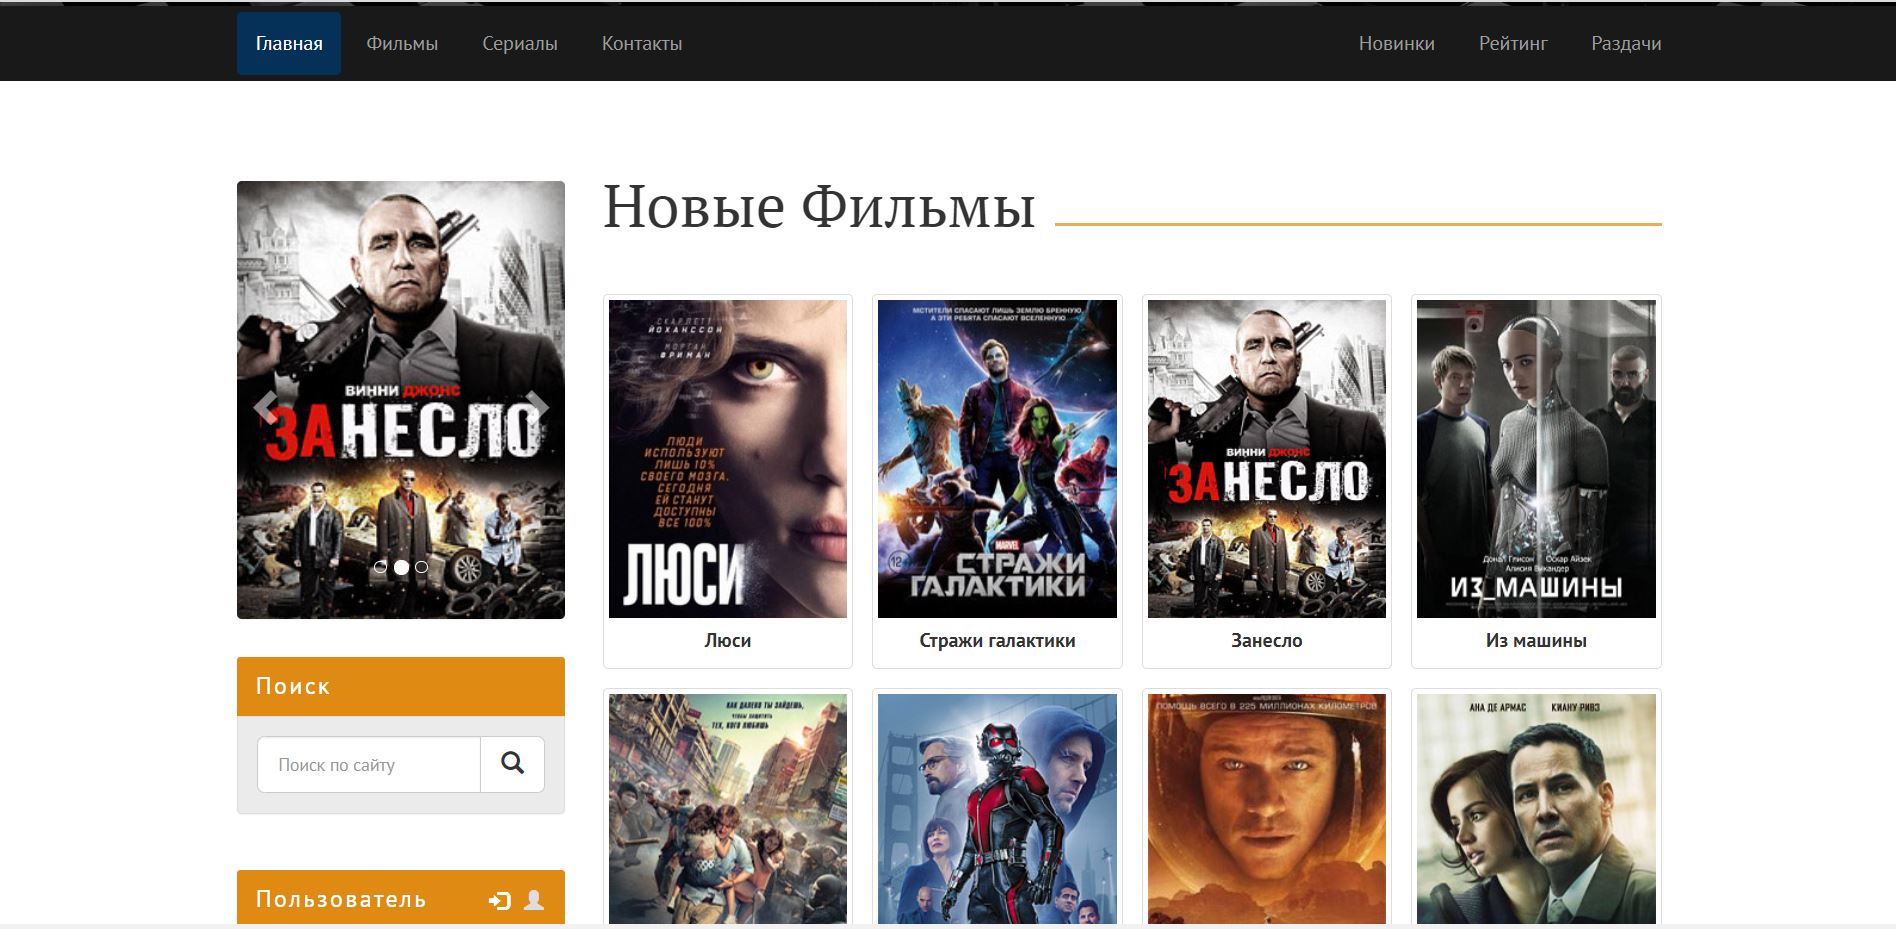 Главная
Фильмы
Сериалы
Контакты
Новинки
Рейтинг
Раздачи
ВИННИ ДЖОНС
ЗАНЕСЛО
Поиск
Поиск по сайту
Пользователь
Новые Фильмы
СКАРЛЕТТ
ЙОХАНССОН
МОРГАН
ФРИМАН
ЛЮДИ
ИСПОЛЬЗУЮТ
ЛИШЬ 10%
СВОЕГО МОЗГА.
СЕГОДНЯ
ЕЙ СТАНУТ
ДОСТУПНЫ
ВСЕ 100%
ЛЮСИ
Люси
МСТИТЕЛИ СПАСАЮТ ЛИШЬ ЗЕМЛЮ БРЕННУЮ,
А ЭТИ РЕБЯТА СПАСАЮТ ВСЕЛЕННУЮ
12+
MARVEL
СТРАЖИ
ГАЛАКТИКИ
Стражи галактики
ВИННИ ДЖОНС
ЗАНЕСЛО
Занесло
Донал Глисон Оскар Айзек
Алисия Викандер
ИЗ_МАШИНЫ
Из машины
КАК ДАЛЕКО ТЫ ЗАЙДЕШЬ,
ЧТОБЫ ЗАЩИТИТЬ
ТЕХ, КОГО ЛЮБИШЬ
ПОМОЩЬ ВСЕГО В 225 МИЛЛИОНАХ КИЛОМЕТРОВ
АНА ДЕ АРМАС КИАНУ РИВЗ